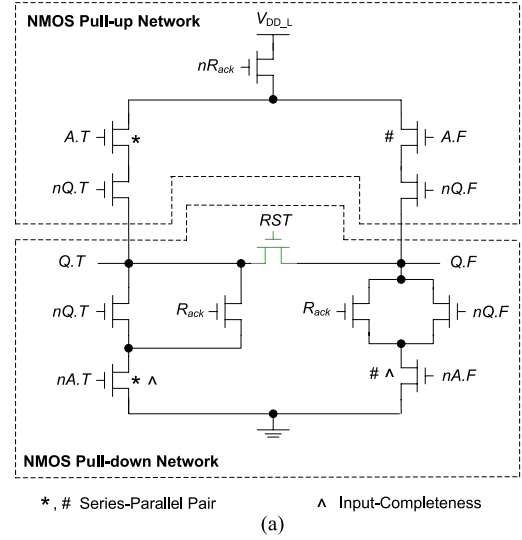 NMOS Pull-up Network
V_DD_L
nR_ack
A.T
*
#
A.F
nQ.T
nQ.F
RST
Q.T
Q.F
nQ.T
R_ack
R_ack
nQ.F
nA.T
* ^
# ^
nA.F
NMOS Pull-down Network
*, # Series-Parallel Pair ^ Input-Completeness
(a)